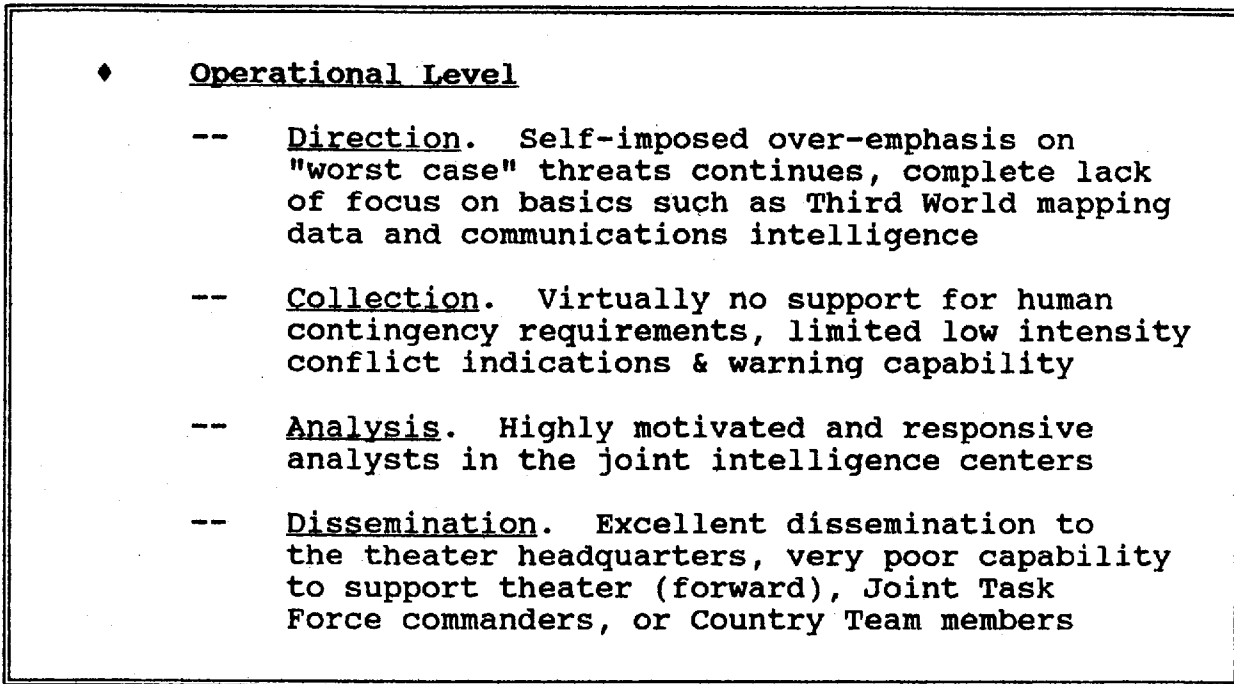 ♦ Operational Level
-- Direction. Self-imposed over-emphasis on
"worst case" threats continues, complete lack
of focus on basics such as Third World mapping
data and communications intelligence
-- Collection. Virtually no support for human
contingency requirements, limited low intensity
conflict indications & warning capability
-- Analysis. Highly motivated and responsive
analysts in the joint intelligence centers
-- Dissemination. Excellent dissemination to
the theater headquarters, very poor capability
to support theater (forward), Joint Task
Force commanders, or Country Team members